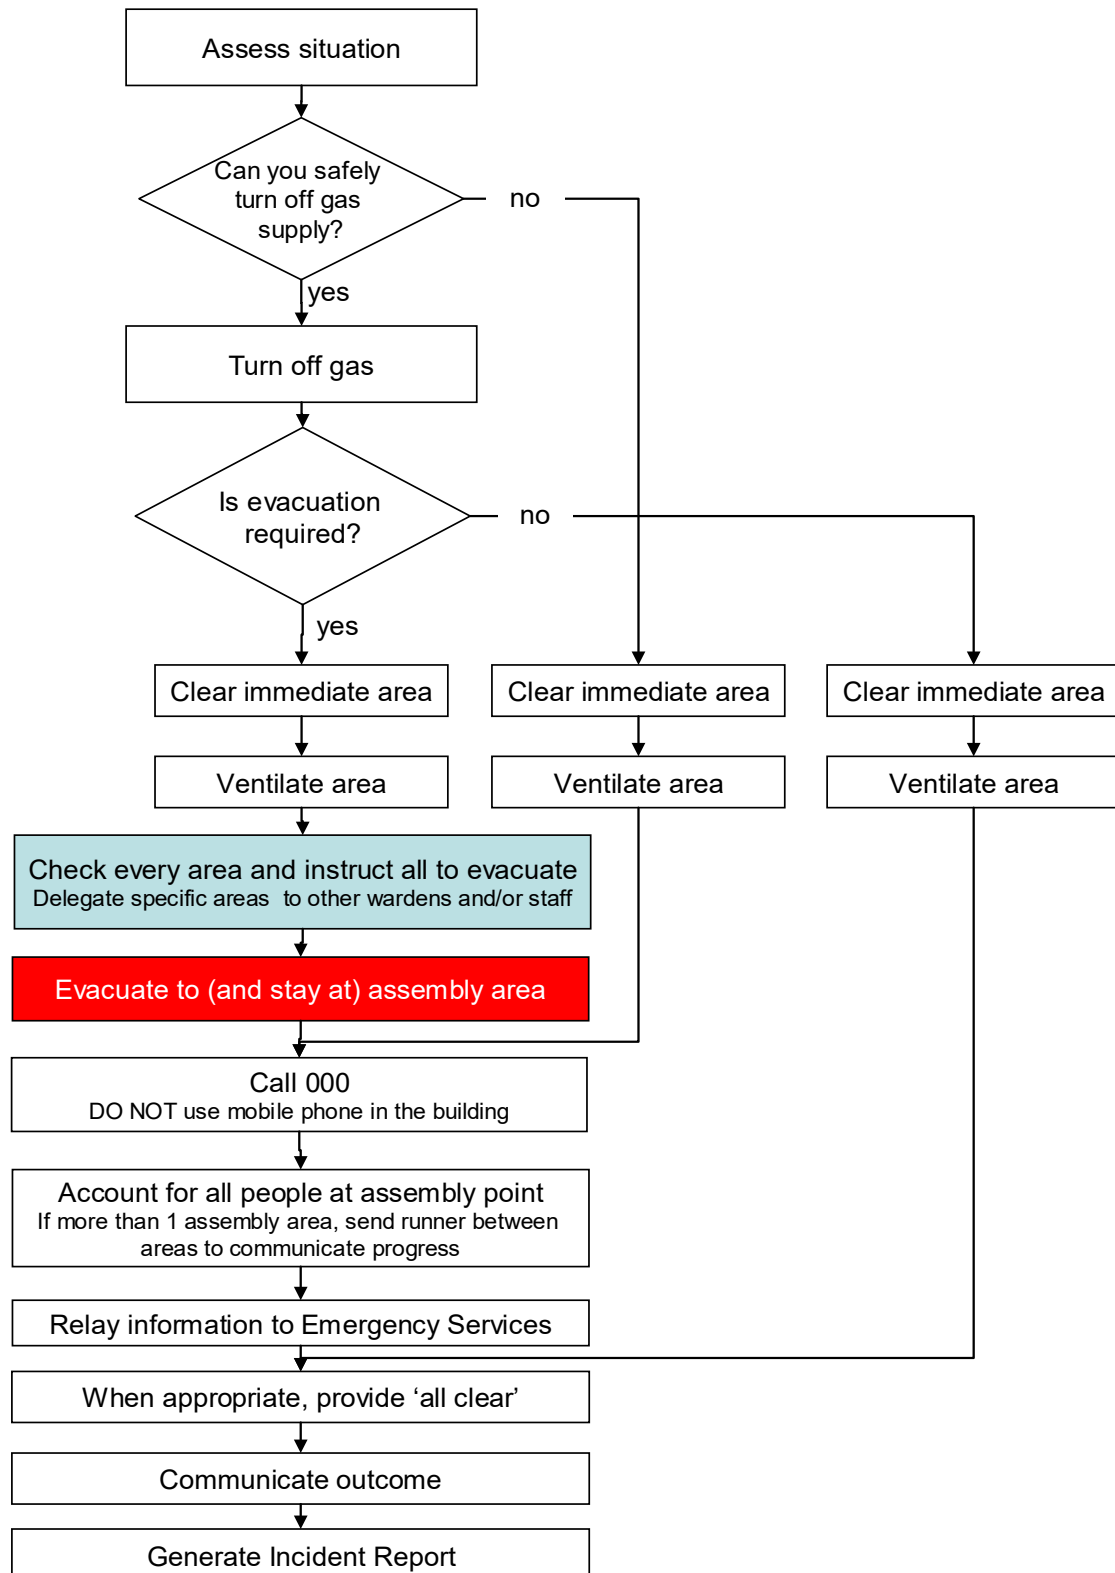 Assess situation
Can you safely
turn off gas
supply?
no
yes
Turn off gas
Is evacuation
required?
no
yes
Clear immediate area
Clear immediate area
Clear immediate area
Ventilate area
Ventilate area
Ventilate area
Check every area and instruct all to evacuate
Delegate specific areas to other wardens and/or staff
Evacuate to (and stay at) assembly area
Call 000
DO NOT use mobile phone in the building
Account for all people at assembly point
If more than 1 assembly area, send runner between
areas to communicate progress
Relay information to Emergency Services
When appropriate, provide ‘all clear’
Communicate outcome
Generate Incident Report